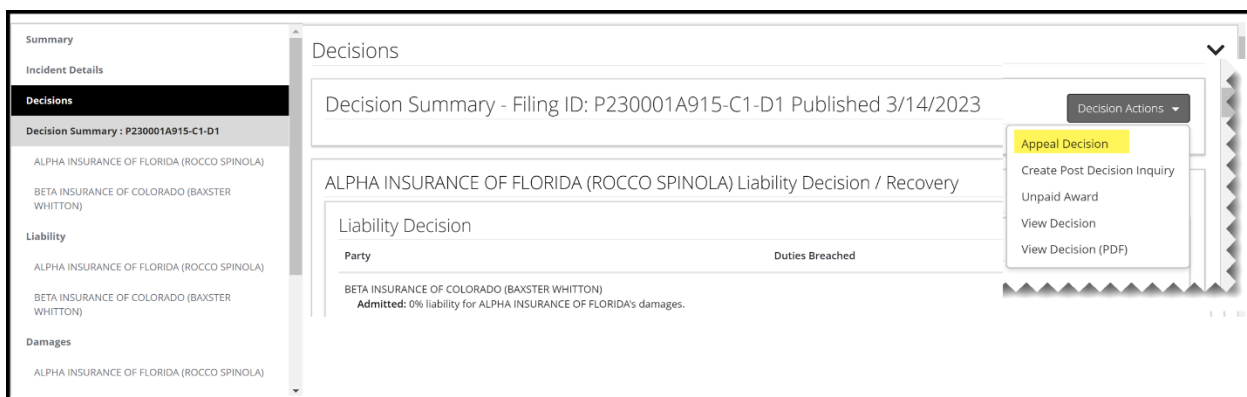 Summary
Incident Details
Decisions
Decision Summary : P230001A915-C1-D1
ALPHA INSURANCE OF FLORIDA (ROCCO SPINOLA)
BETA INSURANCE OF COLORADO (BAXSTER
WHITTON)
Liability
ALPHA INSURANCE OF FLORIDA (ROCCO SPINOLA)
BETA INSURANCE OF COLORADO (BAXSTER
WHITTON)
Damages
ALPHA INSURANCE OF FLORIDA (ROCCO SPINOLA)
Decisions
Decision Summary - Filing ID: P230001A915-C1-D1 Published 3/14/2023
Decision Actions
Appeal Decision
Create Post Decision Inquiry
Unpaid Award
View Decision
View Decision (PDF)
ALPHA INSURANCE OF FLORIDA (ROCCO SPINOLA) Liability Decision / Recovery
Liability Decision
Party Duties Breached
BETA INSURANCE OF COLORADO (BAXSTER WHITTON)
Admitted: 0% liability for ALPHA INSURANCE OF FLORIDA's damages.